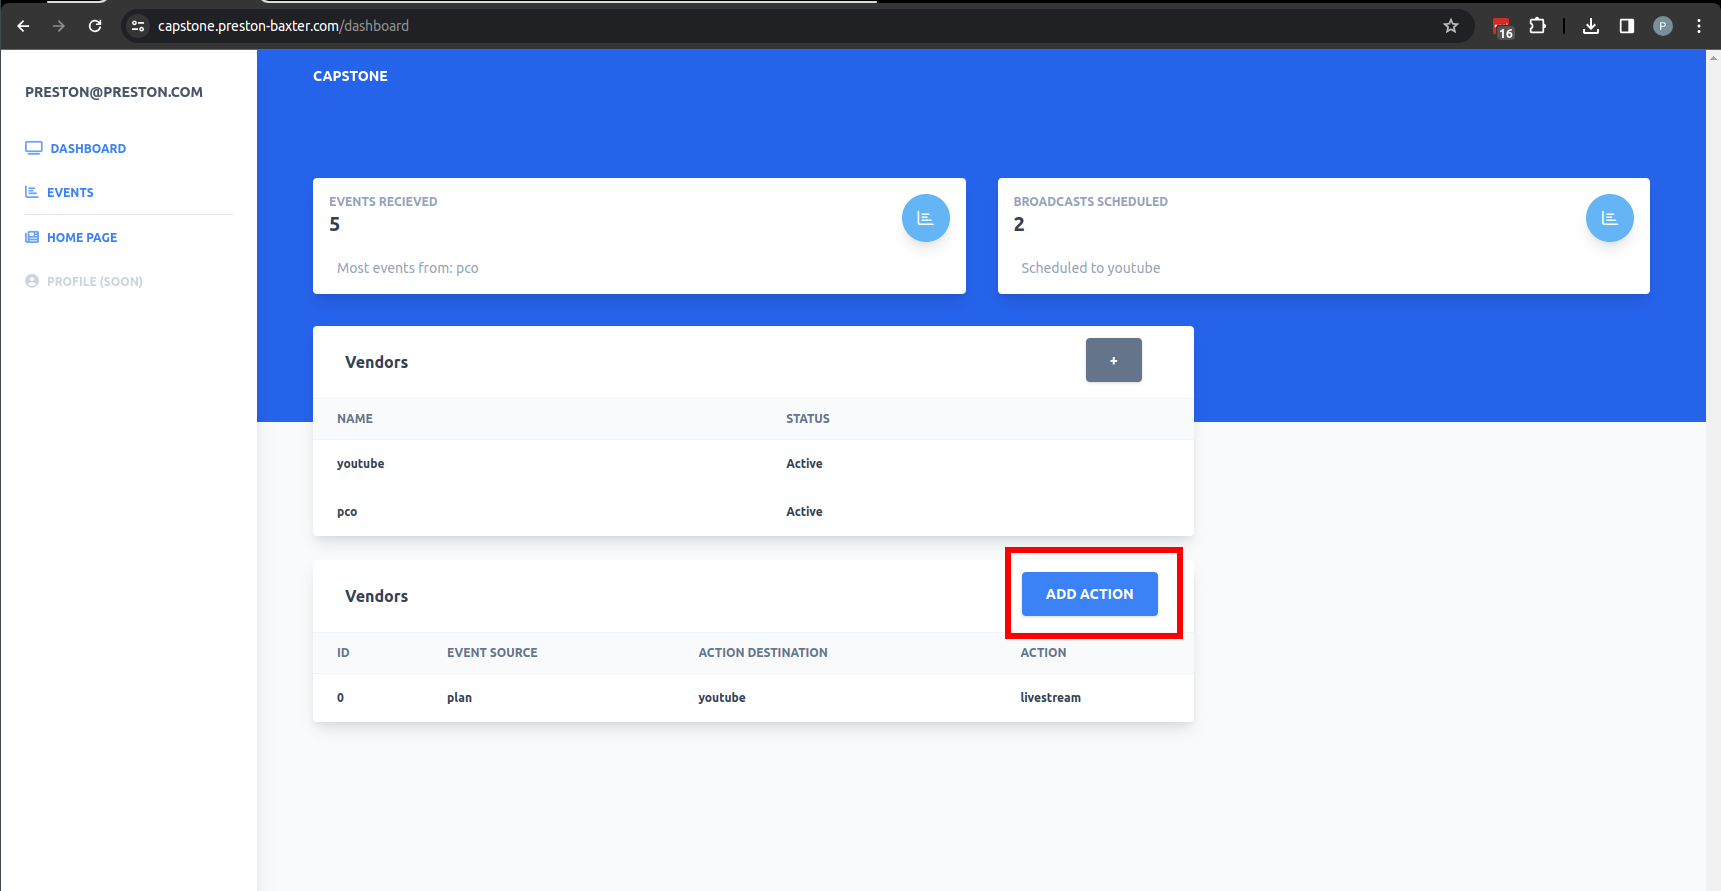 capstone.preston-baxter.com/dashboard
16
P
PRESTON@PRESTON.COM
DASHBOARD
EVENTS
HOME PAGE
PROFILE (SOON)
CAPSTONE
EVENTS RECIEVED
5
Most events from: pco
BROADCASTS SCHEDULED
2
Scheduled to youtube
Vendors
+
NAME STATUS
youtube Active
pco Active
Vendors
ADD ACTION
ID EVENT SOURCE ACTION DESTINATION ACTION
0 plan youtube livestream